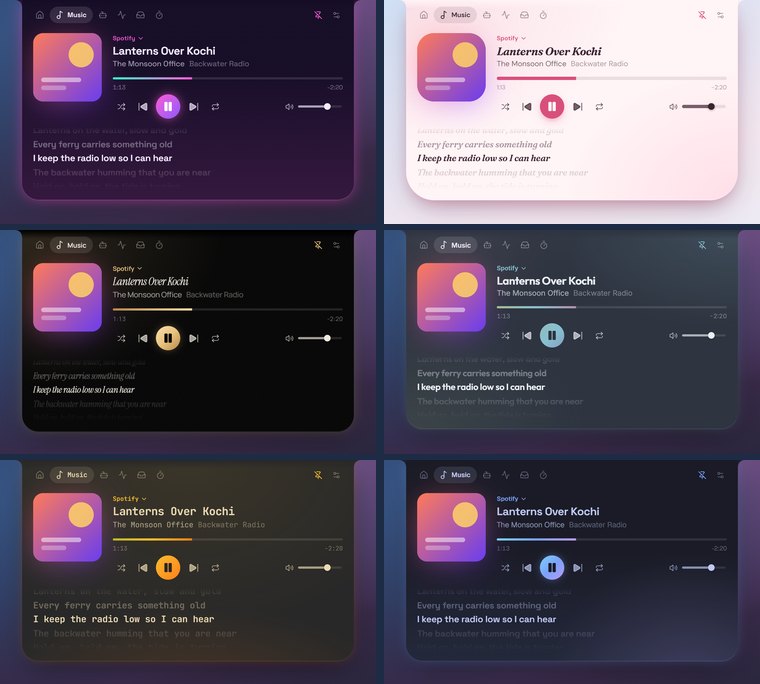 Music
Spotify
Lanterns Over Kochi
The Monsoon Office Backwater Radio
1:13 -2:20
Lanterns on the water, slow and gold
Every ferry carries something old
I keep the radio low so I can hear
The backwater humming that you are near
Spotify
Lanterns Over Kochi
The Monsoon Office Backwater Radio
1:13 -2:20
Lanterns on the water, slow and gold
Every ferry carries something old
I keep the radio low so I can hear
The backwater humming that you are near
Music
Spotify
Lanterns Over Kochi
The Monsoon Office Backwater Radio
1:13 -2:20
Lanterns on the water, slow and gold
Every ferry carries something old
I keep the radio low so I can hear
The backwater humming that you are near
Music
Spotify
Lanterns Over Kochi
The Monsoon Office Backwater Radio
1:13 -2:20
Lanterns on the water, slow and gold
Every ferry carries something old
I keep the radio low so I can hear
The backwater humming that you are near
Music
Spotify
Lanterns Over Kochi
The Monsoon Office Backwater Radio
1:13 -2:20
Lanterns on the water, slow and gold
Every ferry carries something old
I keep the radio low so I can hear
The backwater humming that you are near
Music
Spotify
Lanterns Over Kochi
The Monsoon Office Backwater Radio
1:13 -2:20
Lanterns on the water, slow and gold
Every ferry carries something old
I keep the radio low so I can hear
The backwater humming that you are near